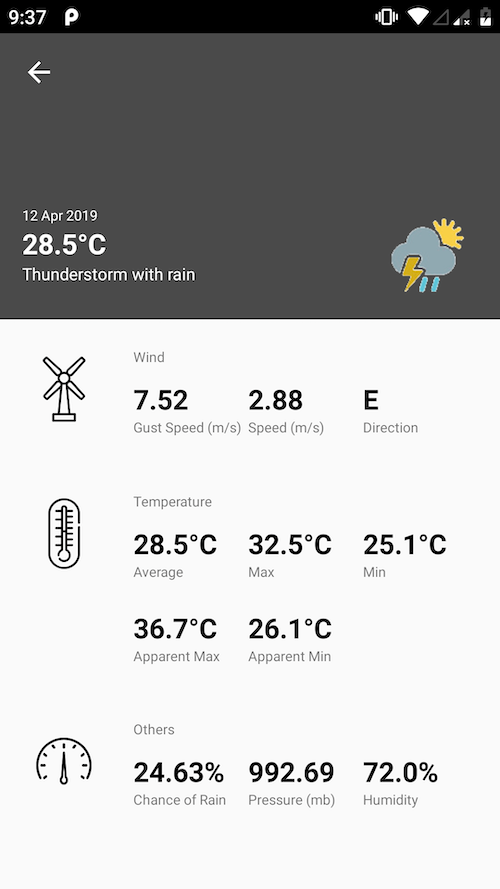 9:37
12 Apr 2019
28.5°C
Thunderstorm with rain
Wind
7.52 2.88 E
Gust Speed (m/s) Speed (m/s) Direction
Temperature
28.5°C 32.5°C 25.1°C
Average Max Min
36.7°C 26.1°C
Apparent Max Apparent Min
Others
24.63% 992.69 72.0%
Chance of Rain Pressure (mb) Humidity